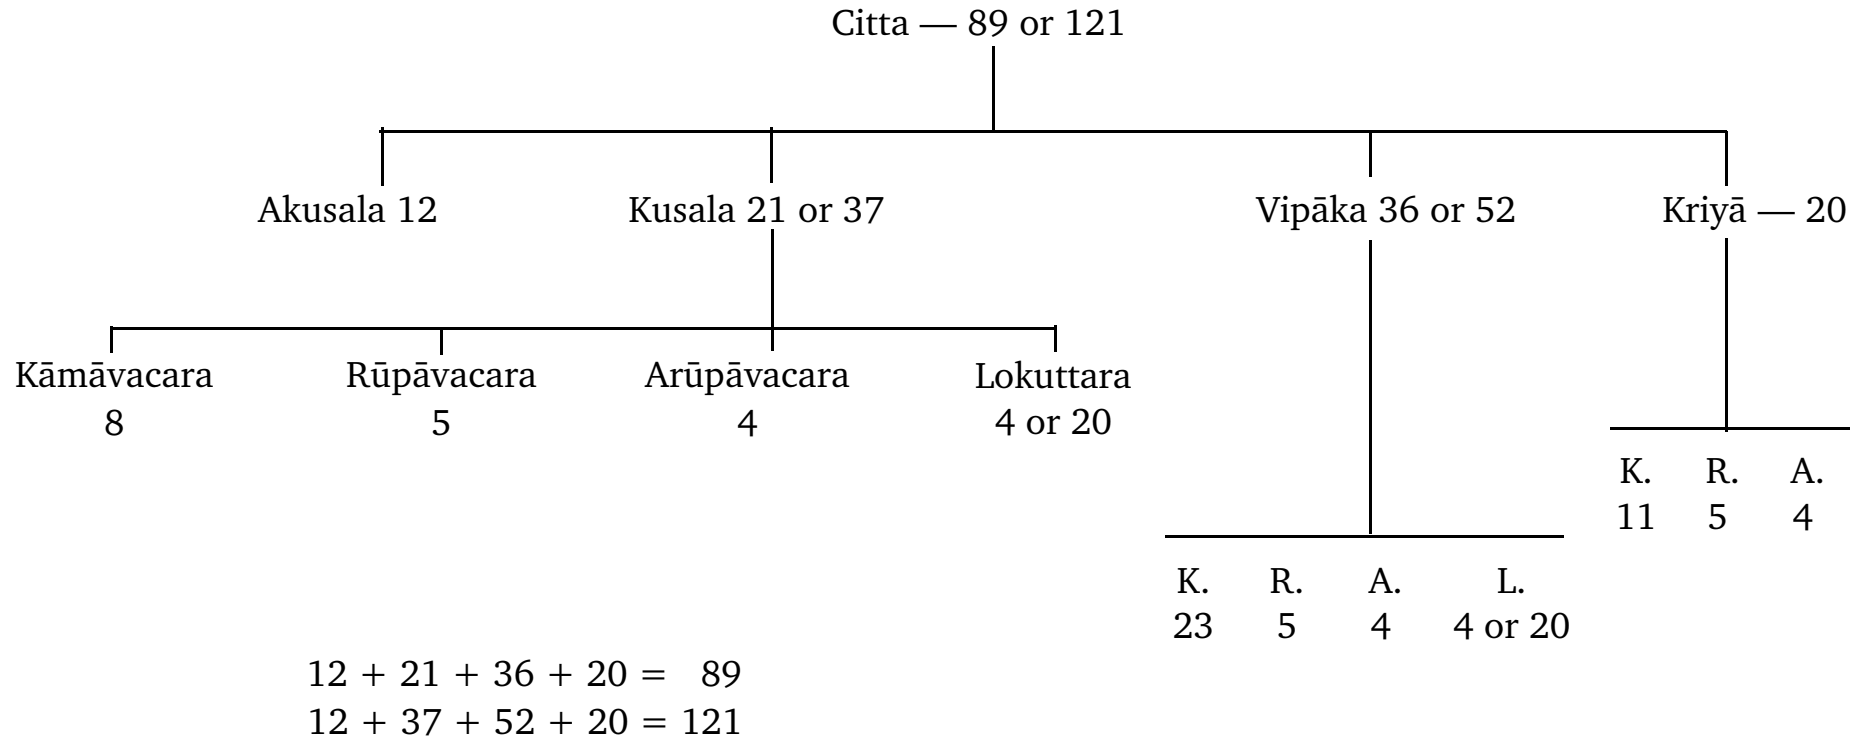 Citta — 89 or 121
Akusala 12 Kusala 21 or 37 Vipāka 36 or 52 Kriyā — 20
Kāmāvacara Rūpāvacara Arūpāvacara Lokuttara
8 5 4 4 or 20
K. R. A.
11 5 4
K. R. A. L.
23 5 4 4 or 20
12 + 21 + 36 + 20 = 89
12 + 37 + 52 + 20 = 121